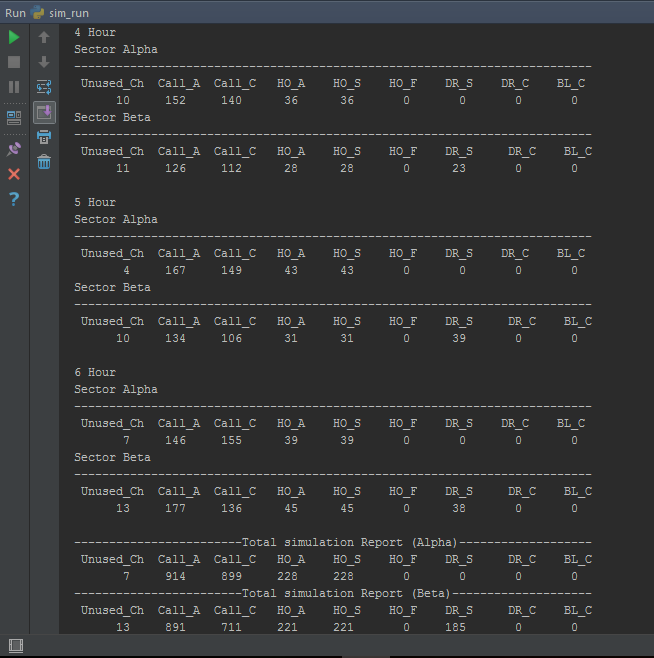 Run sim_run
4 Hour
Sector Alpha
--------------------------------------------------------------------------
Unused_Ch Call_A Call_C HO_A HO_S HO_F DR_S DR_C BL_C
10 152 140 36 36 0 0 0 0
Sector Beta
--------------------------------------------------------------------------
Unused_Ch Call_A Call_C HO_A HO_S HO_F DR_S DR_C BL_C
11 126 112 28 28 0 23 0 0
5 Hour
Sector Alpha
--------------------------------------------------------------------------
Unused_Ch Call_A Call_C HO_A HO_S HO_F DR_S DR_C BL_C
4 167 149 43 43 0 0 0 0
Sector Beta
--------------------------------------------------------------------------
Unused_Ch Call_A Call_C HO_A HO_S HO_F DR_S DR_C BL_C
10 134 106 31 31 0 39 0 0
6 Hour
Sector Alpha
--------------------------------------------------------------------------
Unused_Ch Call_A Call_C HO_A HO_S HO_F DR_S DR_C BL_C
7 146 155 39 39 0 0 0 0
Sector Beta
--------------------------------------------------------------------------
Unused_Ch Call_A Call_C HO_A HO_S HO_F DR_S DR_C BL_C
13 177 136 45 45 0 38 0 0
------------------------Total simulation Report (Alpha)-------------------
Unused_Ch Call_A Call_C HO_A HO_S HO_F DR_S DR_C BL_C
7 914 899 228 228 0 0 0 0
------------------------Total simulation Report (Beta)--------------------
Unused_Ch Call_A Call_C HO_A HO_S HO_F DR_S DR_C BL_C
13 891 711 221 221 0 185 0 0